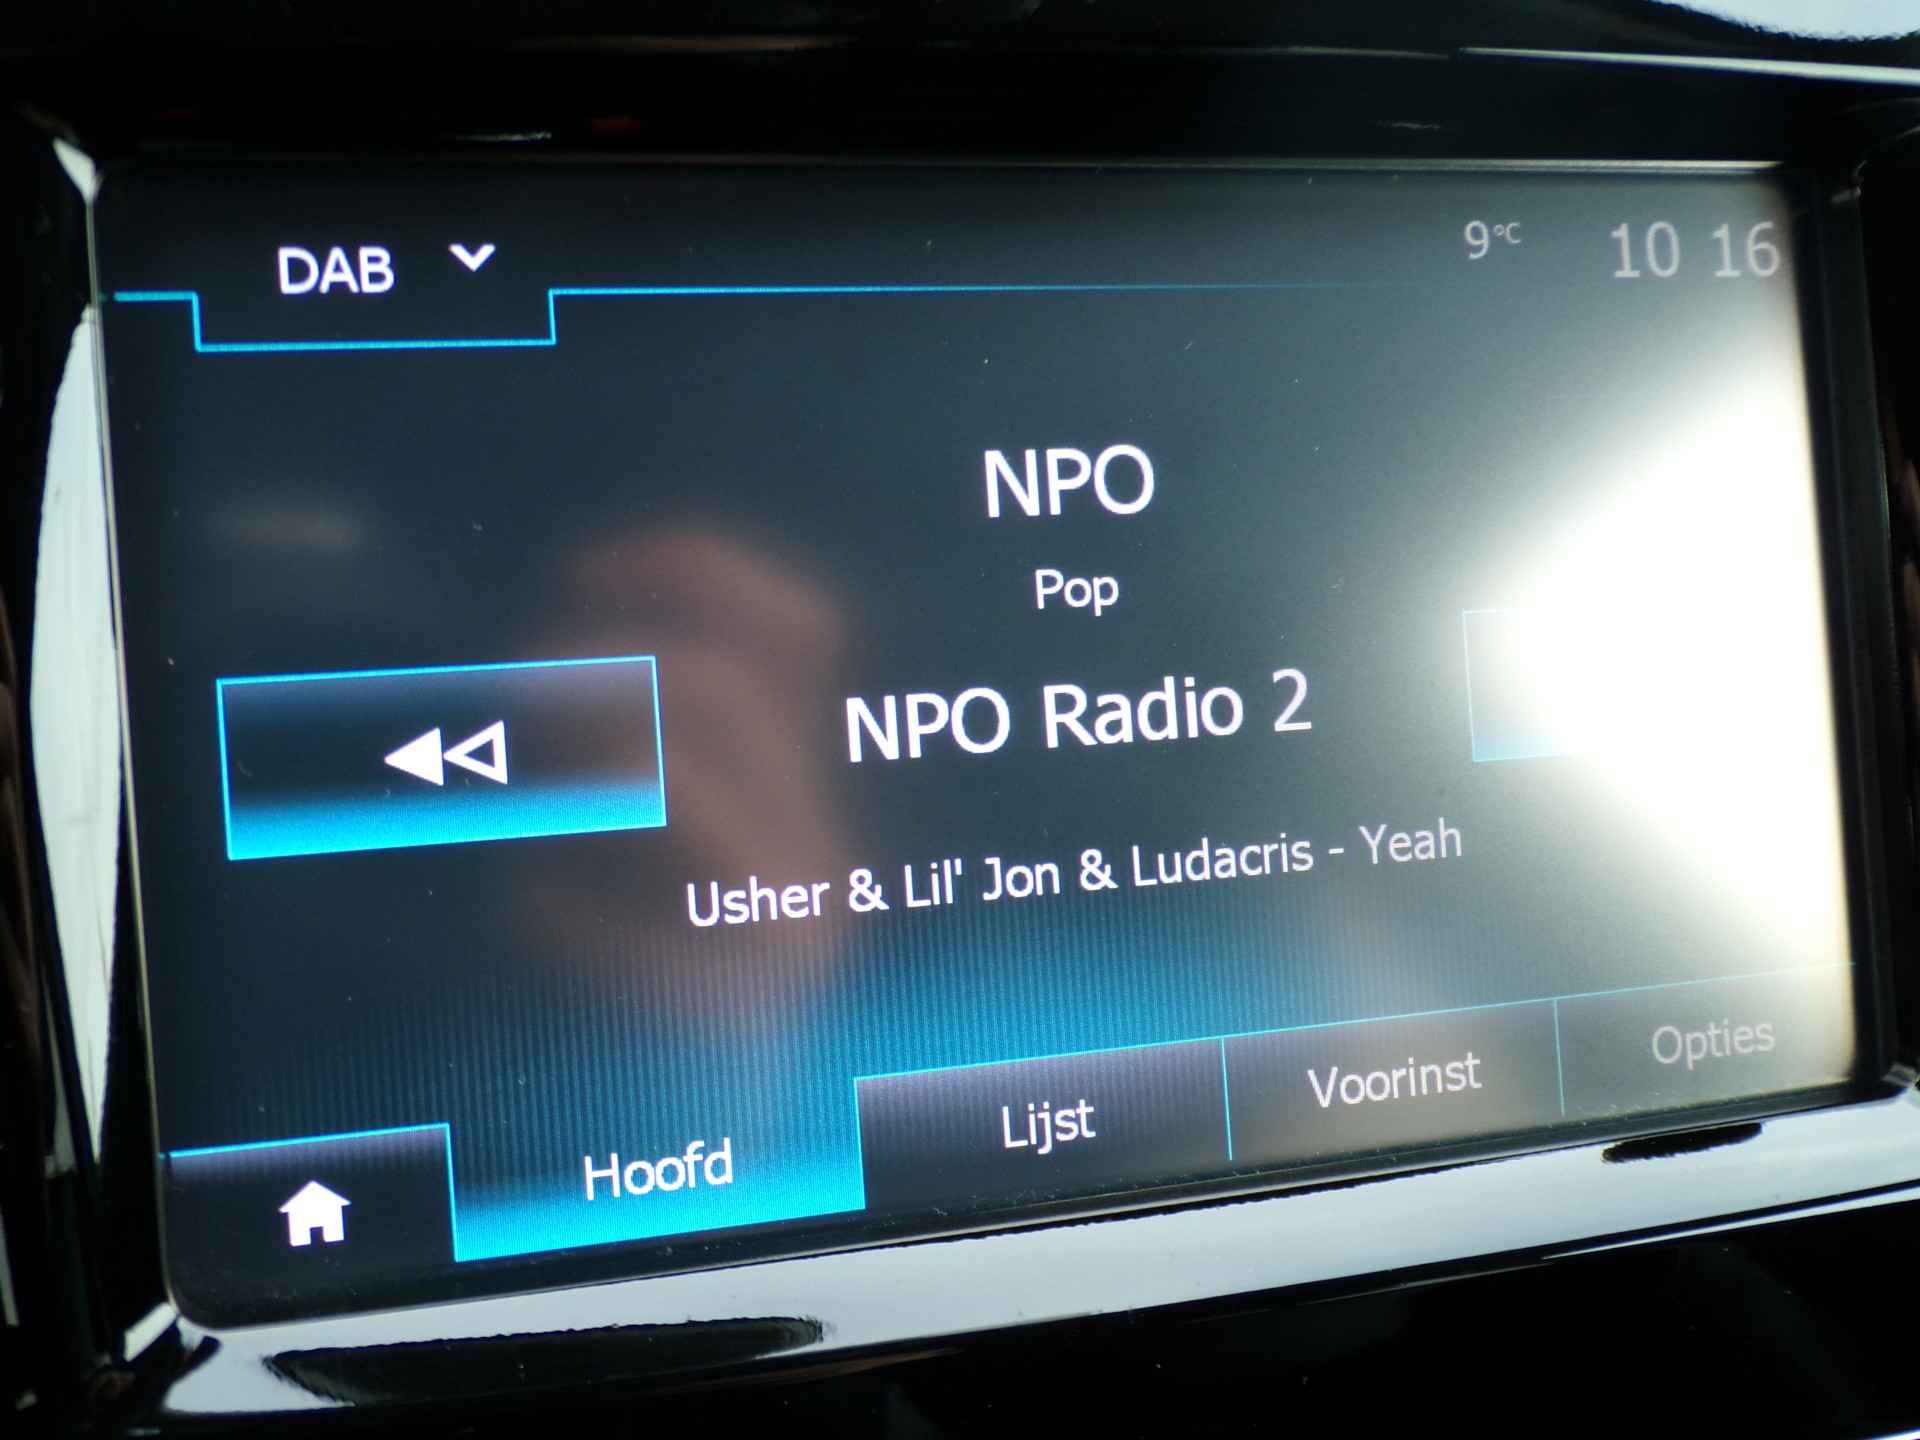 DAB
9°C 10 16
NPO
Pop
NPO Radio 2
Usher & Lil' Jon & Ludacris - Yeah
Hoofd Lijst Voorinst Opties